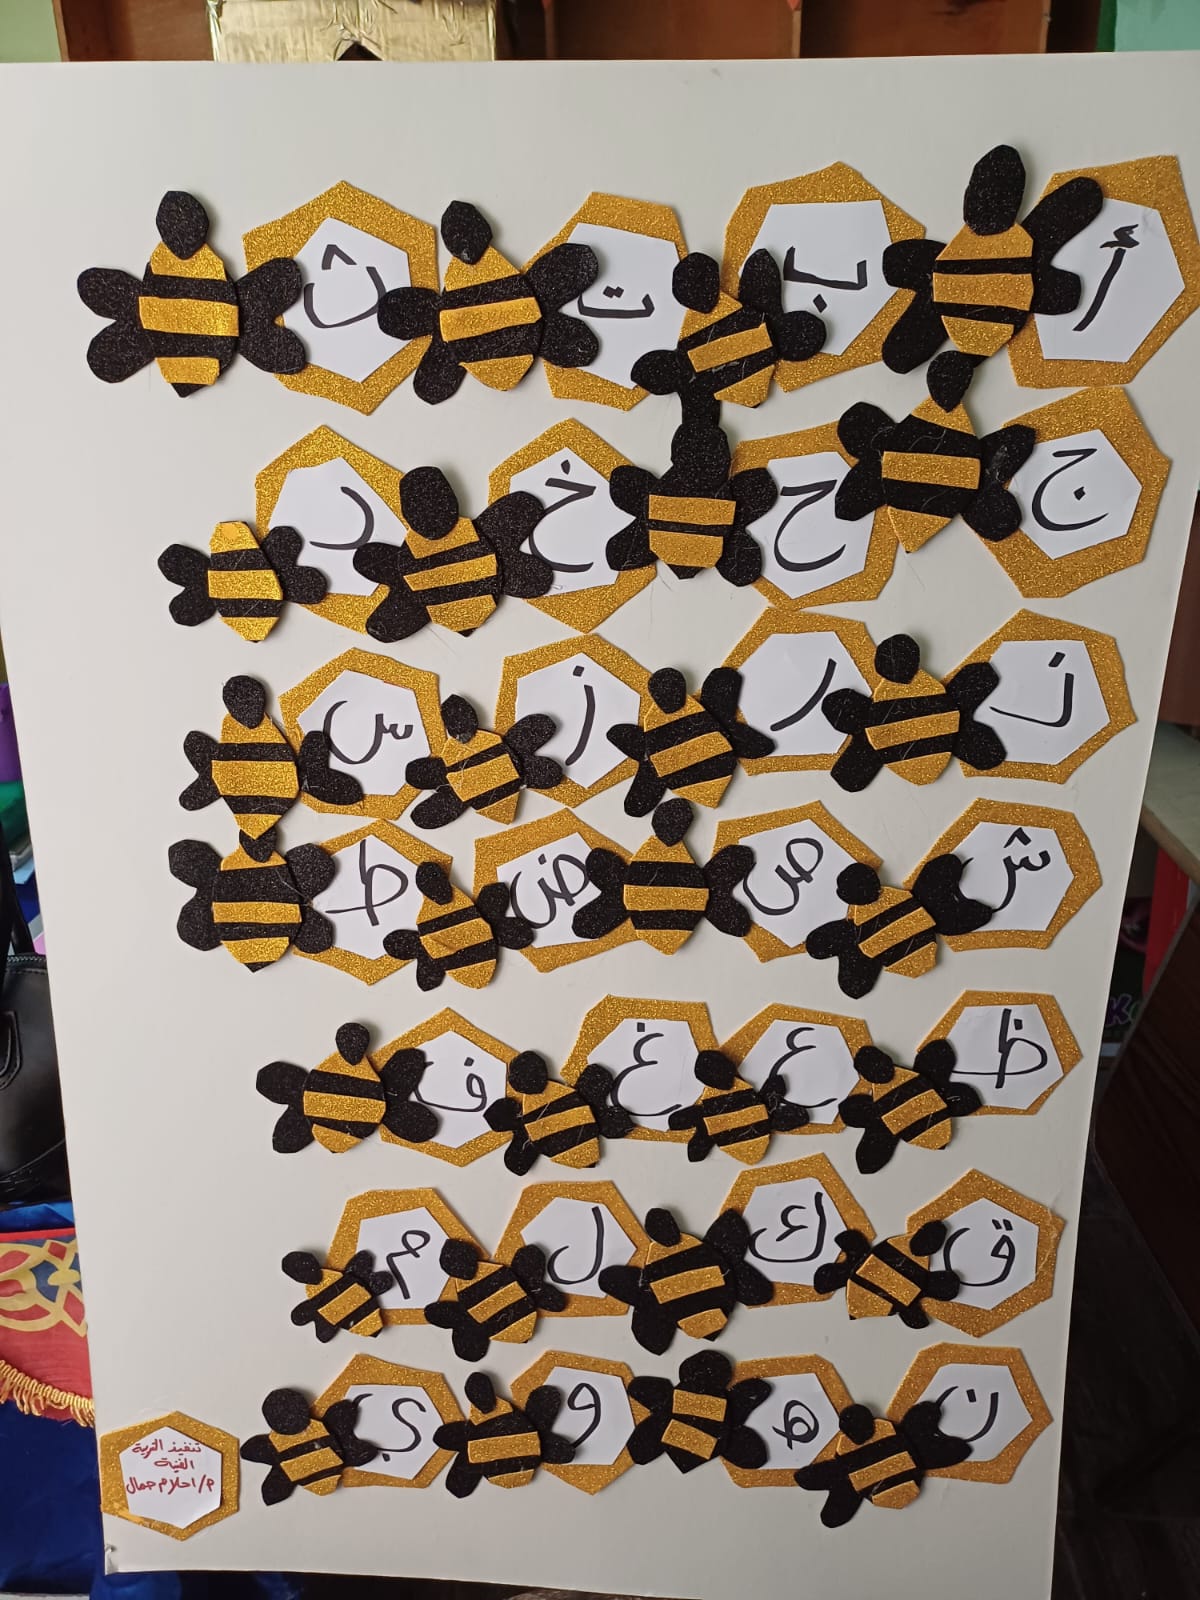 أ ب ت ث
ج ح خ د
ذ ر ز س
ش ص ض ط
ظ ع غ ف
ق ك ل م
ن ه و ي
تنفيذ التربية
الفنية
م/احلام جمال